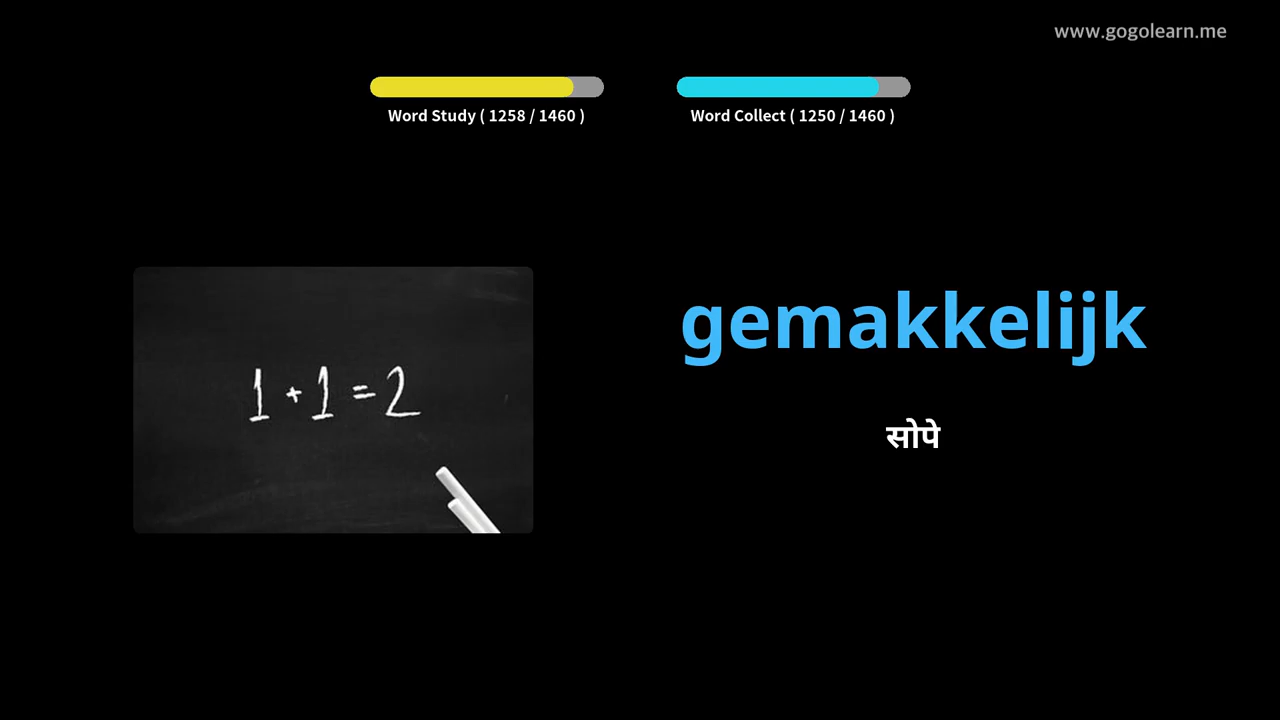 www.gogolearn.me
Word Study ( 1258 / 1460 )
Word Collect ( 1250 / 1460 )
1 + 1 = 2
gemakkelijk
सोपे